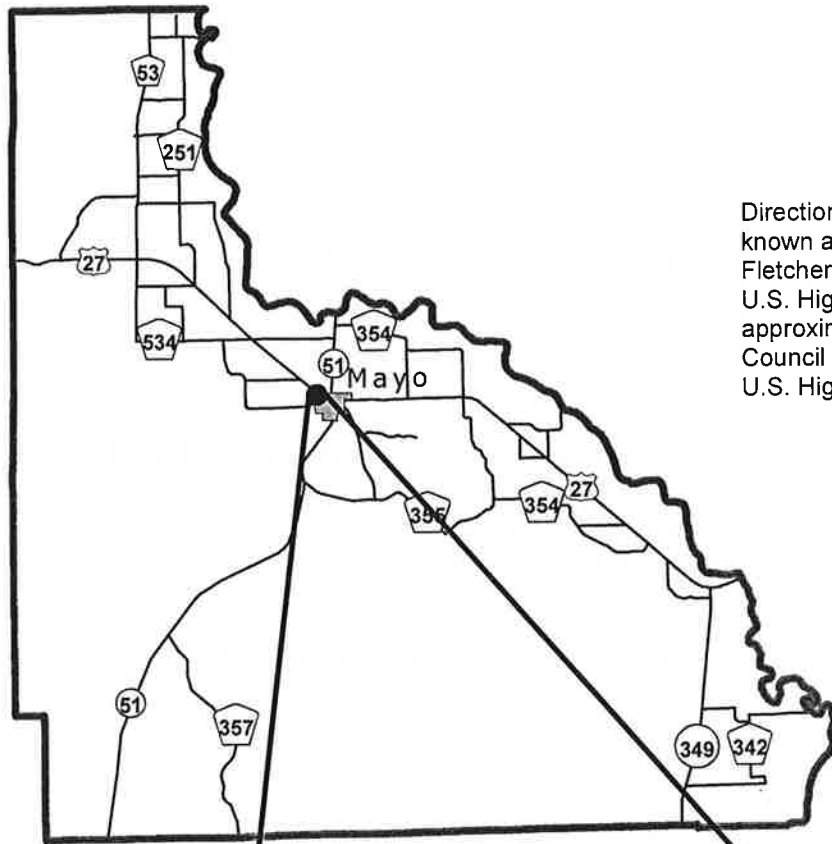 53
251
27
534
354
51
Mayo
27
354
355
51
357
349
342
Direction
known a
Fletcher
U.S. Hig
approxin
Council
U.S. Hig